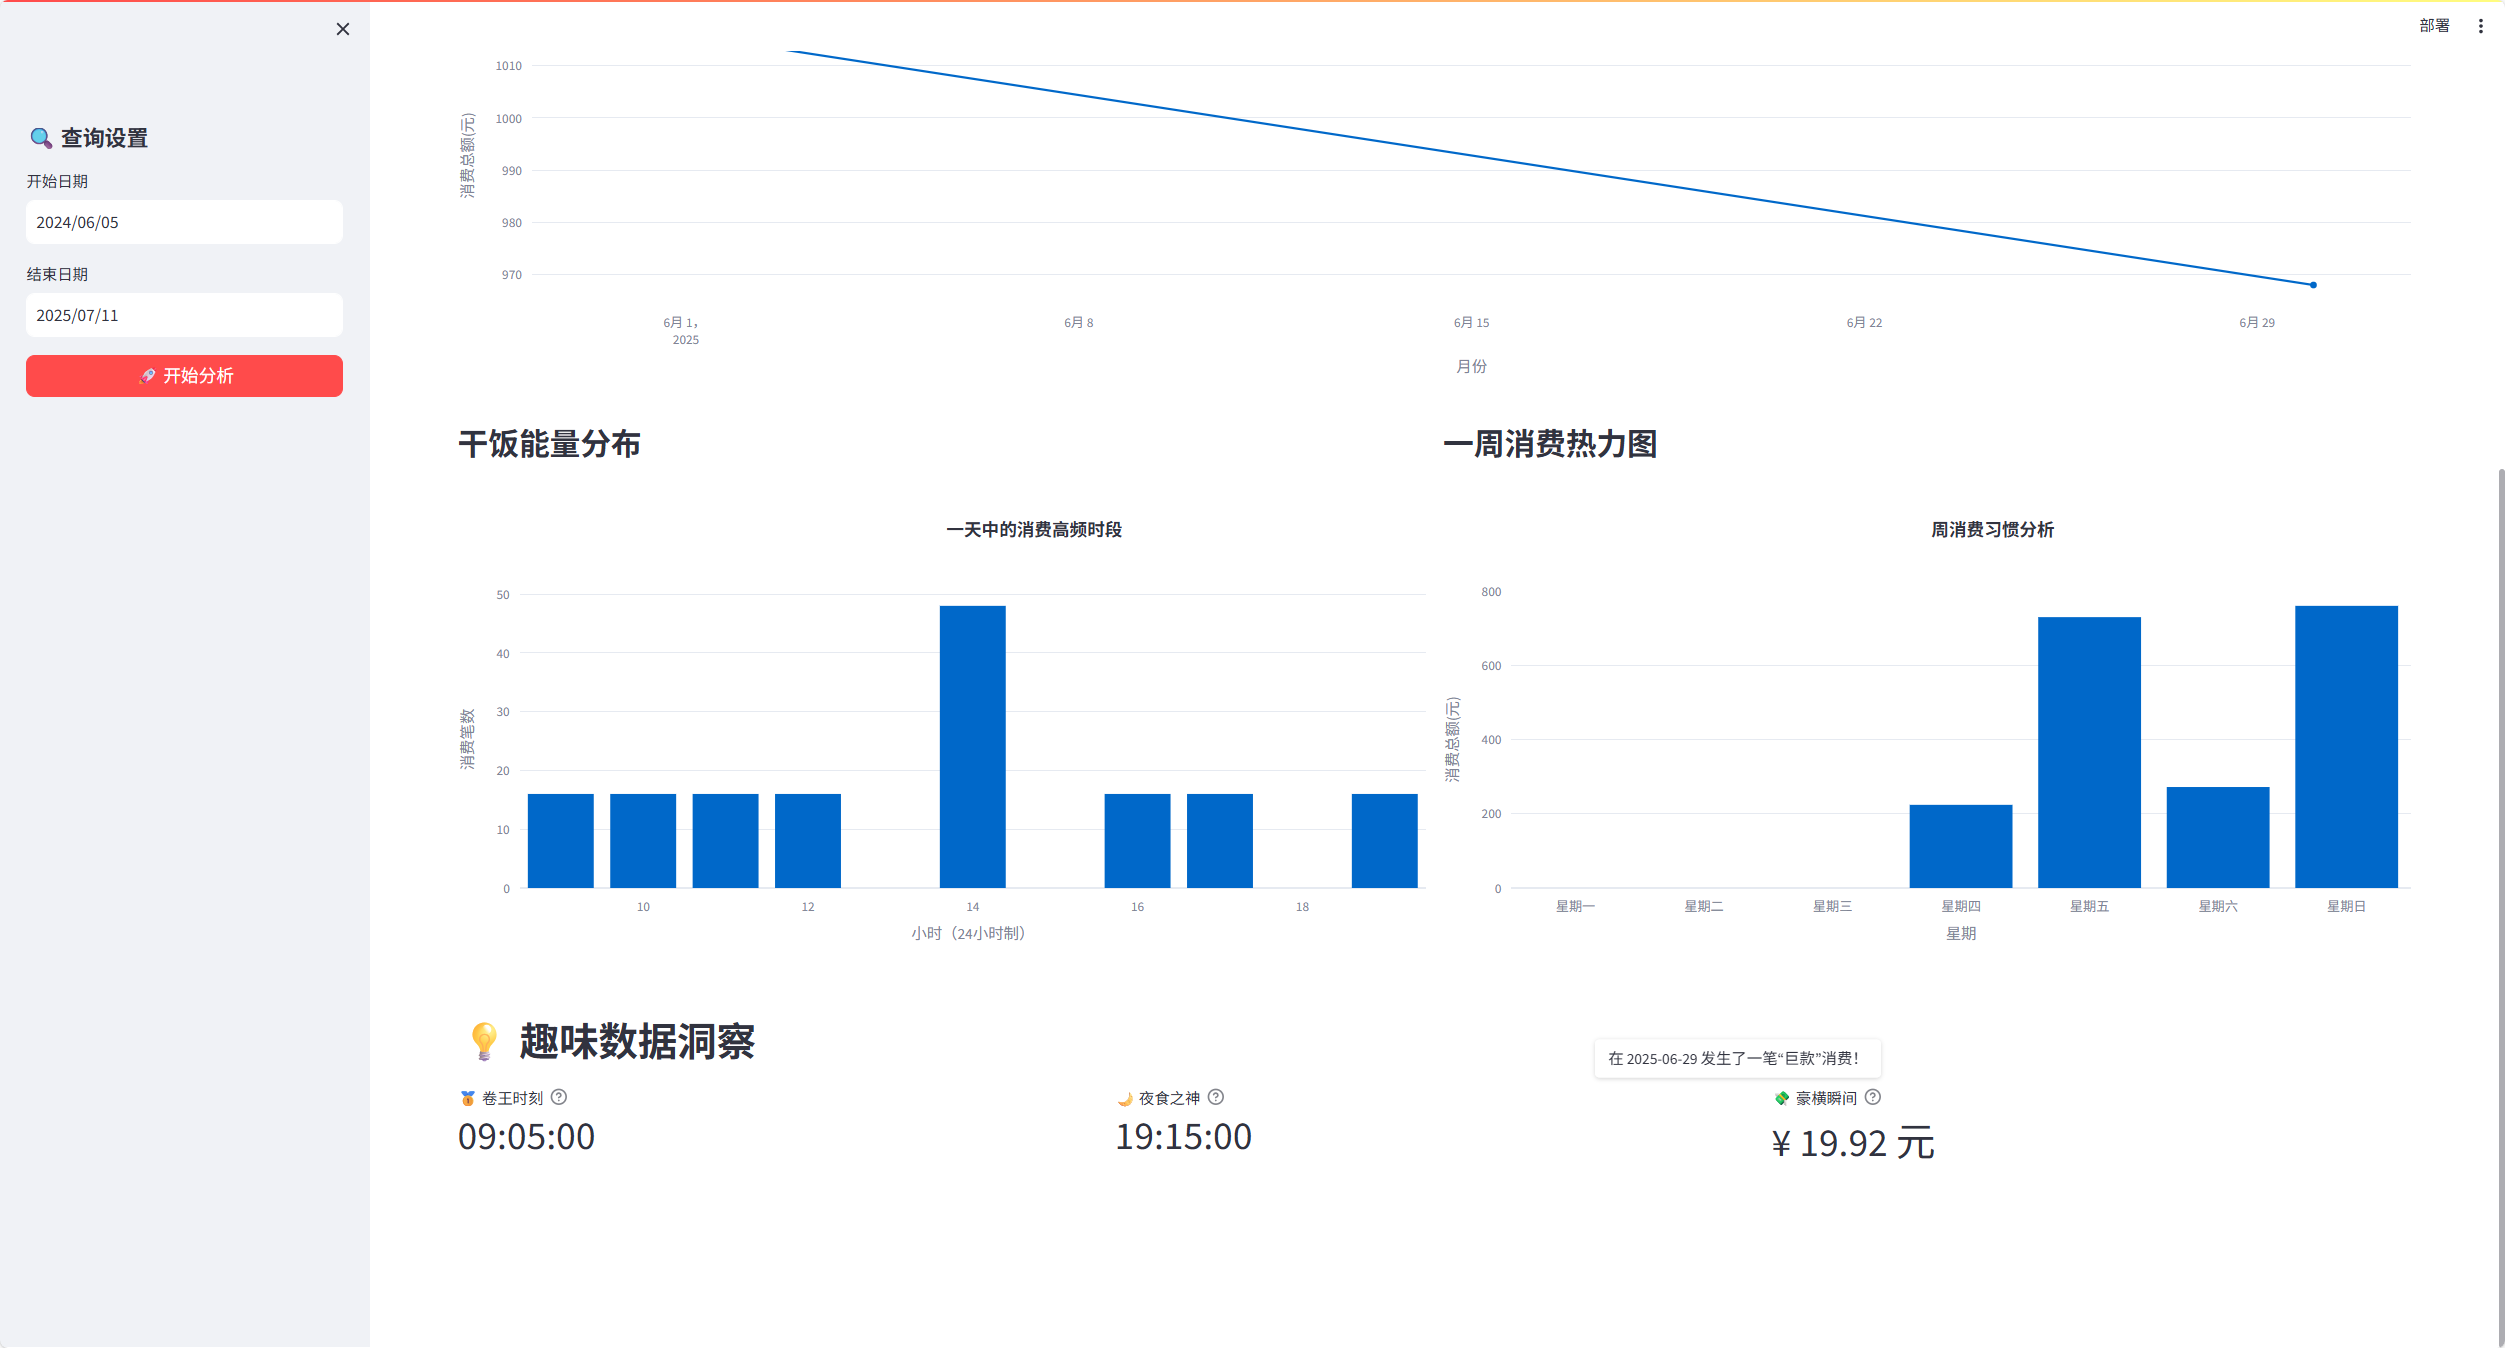 部署
查询设置
开始日期
2024/06/05
结束日期
2025/07/11
开始分析
消费总额(元)
1010
1000
990
980
970
6月 1,
2025
6月 8
6月 15
6月 22
6月 29
月份
干饭能量分布
一天中的消费高频时段
消费笔数
50
40
30
20
10
0
10
12
14
16
18
小时（24小时制）
一周消费热力图
周消费习惯分析
消费总额(元)
800
600
400
200
0
星期一
星期二
星期三
星期四
星期五
星期六
星期日
星期
趣味数据洞察
卷王时刻
09:05:00
夜食之神
19:15:00
在 2025-06-29 发生了一笔“巨款”消费！
豪横瞬间
¥ 19.92 元